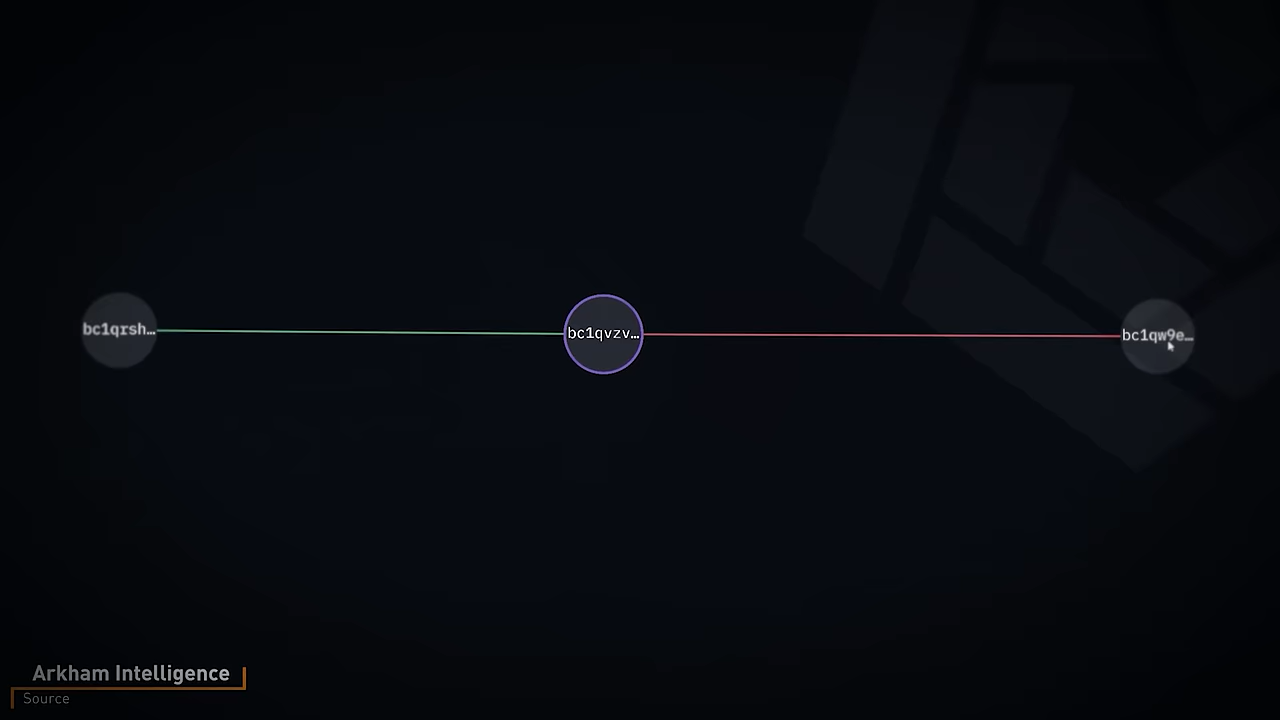 bc1qrsh…
bc1qvzv…
bc1qw9e…
Arkham Intelligence
Source